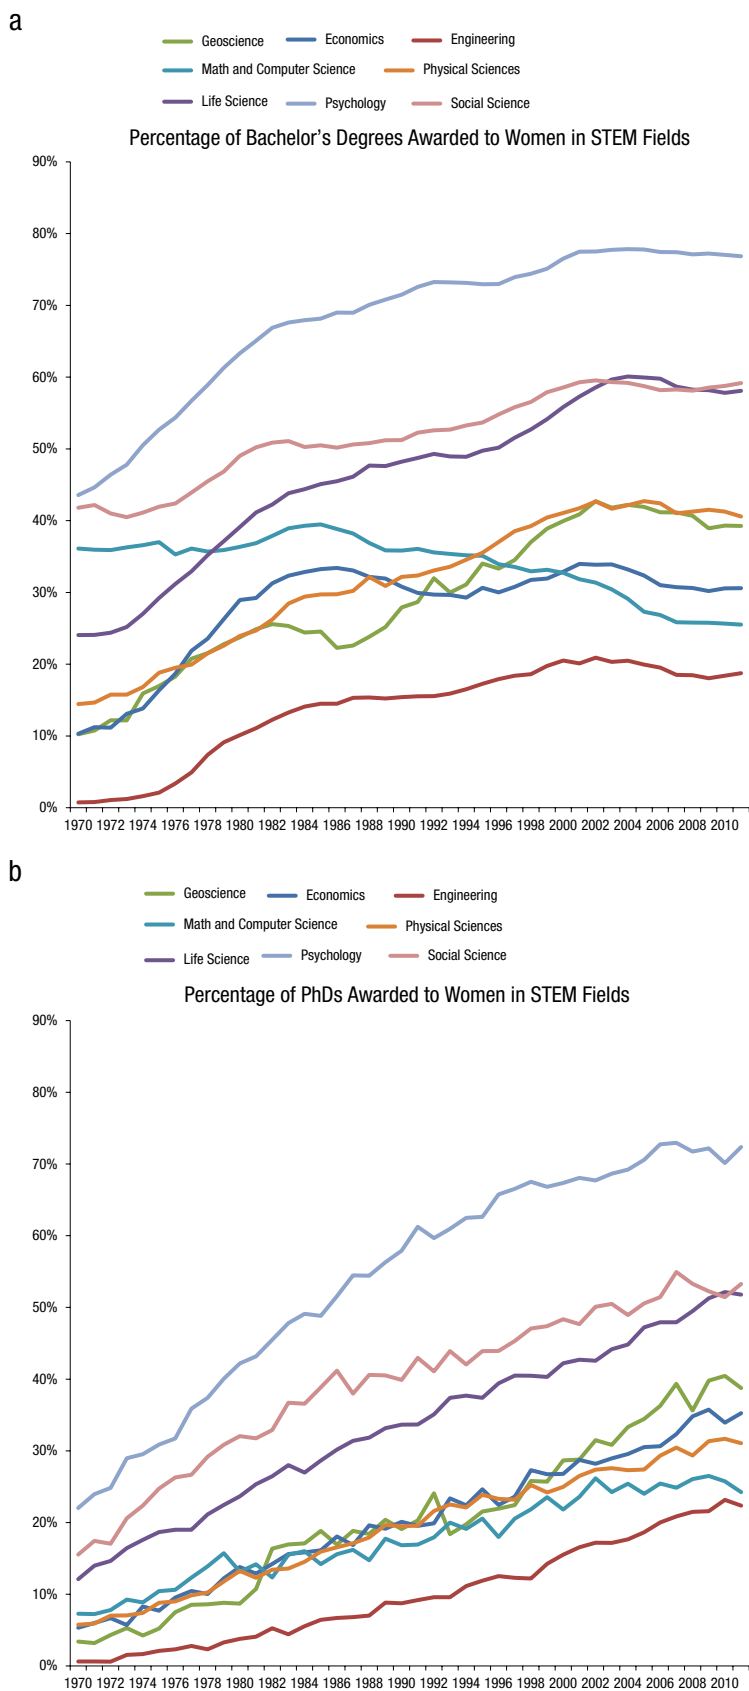 a
Geoscience Economics Engineering
Math and Computer Science Physical Sciences
Life Science Psychology Social Science
Percentage of Bachelor’s Degrees Awarded to Women in STEM Fields
90%
80%
70%
60%
50%
40%
30%
20%
10%
0%
1970 1972 1974 1976 1978 1980 1982 1984 1986 1988 1990 1992 1994 1996 1998 2000 2002 2004 2006 2008 2010
b
Geoscience Economics Engineering
Math and Computer Science Physical Sciences
Life Science Psychology Social Science
Percentage of PhDs Awarded to Women in STEM Fields
90%
80%
70%
60%
50%
40%
30%
20%
10%
0%
1970 1972 1974 1976 1978 1980 1982 1984 1986 1988 1990 1992 1994 1996 1998 2000 2002 2004 2006 2008 2010